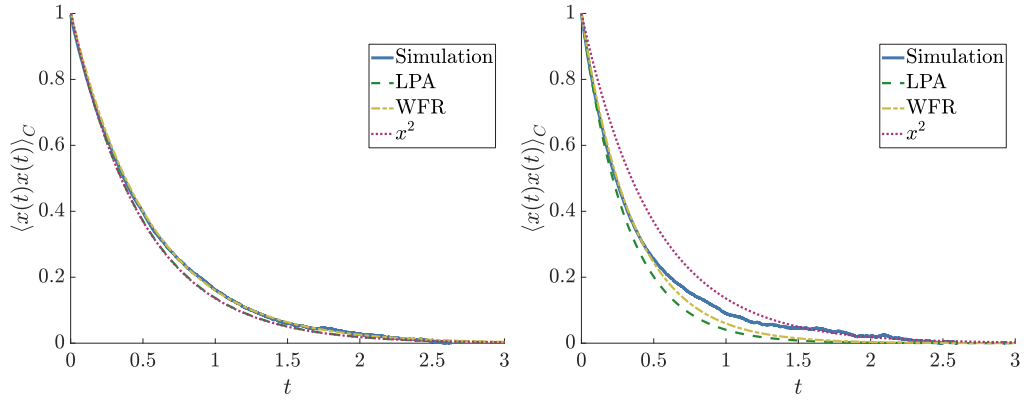 1
0.8
0.6
0.4
0.2
0
0 0.5 1 1.5 2 2.5 3
⟨x(t)x(t)⟩_C
t
Simulation
LPA
WFR
x²
1
0.8
0.6
0.4
0.2
0
0 0.5 1 1.5 2 2.5 3
⟨x(t)x(t)⟩_C
t
Simulation
LPA
WFR
x²